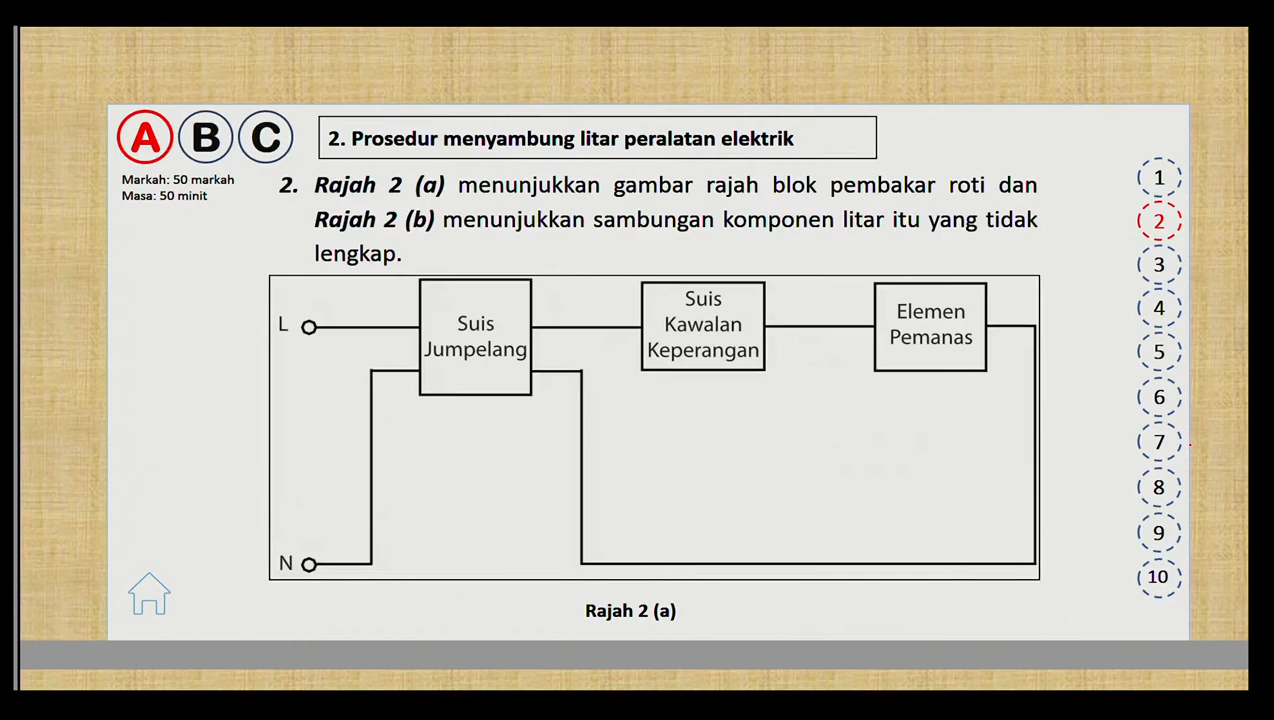 A B C
2. Prosedur menyambung litar peralatan elektrik
Markah: 50 markah
Masa: 50 minit
2. Rajah 2 (a) menunjukkan gambar rajah blok pembakar roti dan
Rajah 2 (b) menunjukkan sambungan komponen litar itu yang tidak
lengkap.
L
Suis
Jumpelang
Suis
Kawalan
Keperangan
Elemen
Pemanas
N
Rajah 2 (a)
1
2
3
4
5
6
7
8
9
10